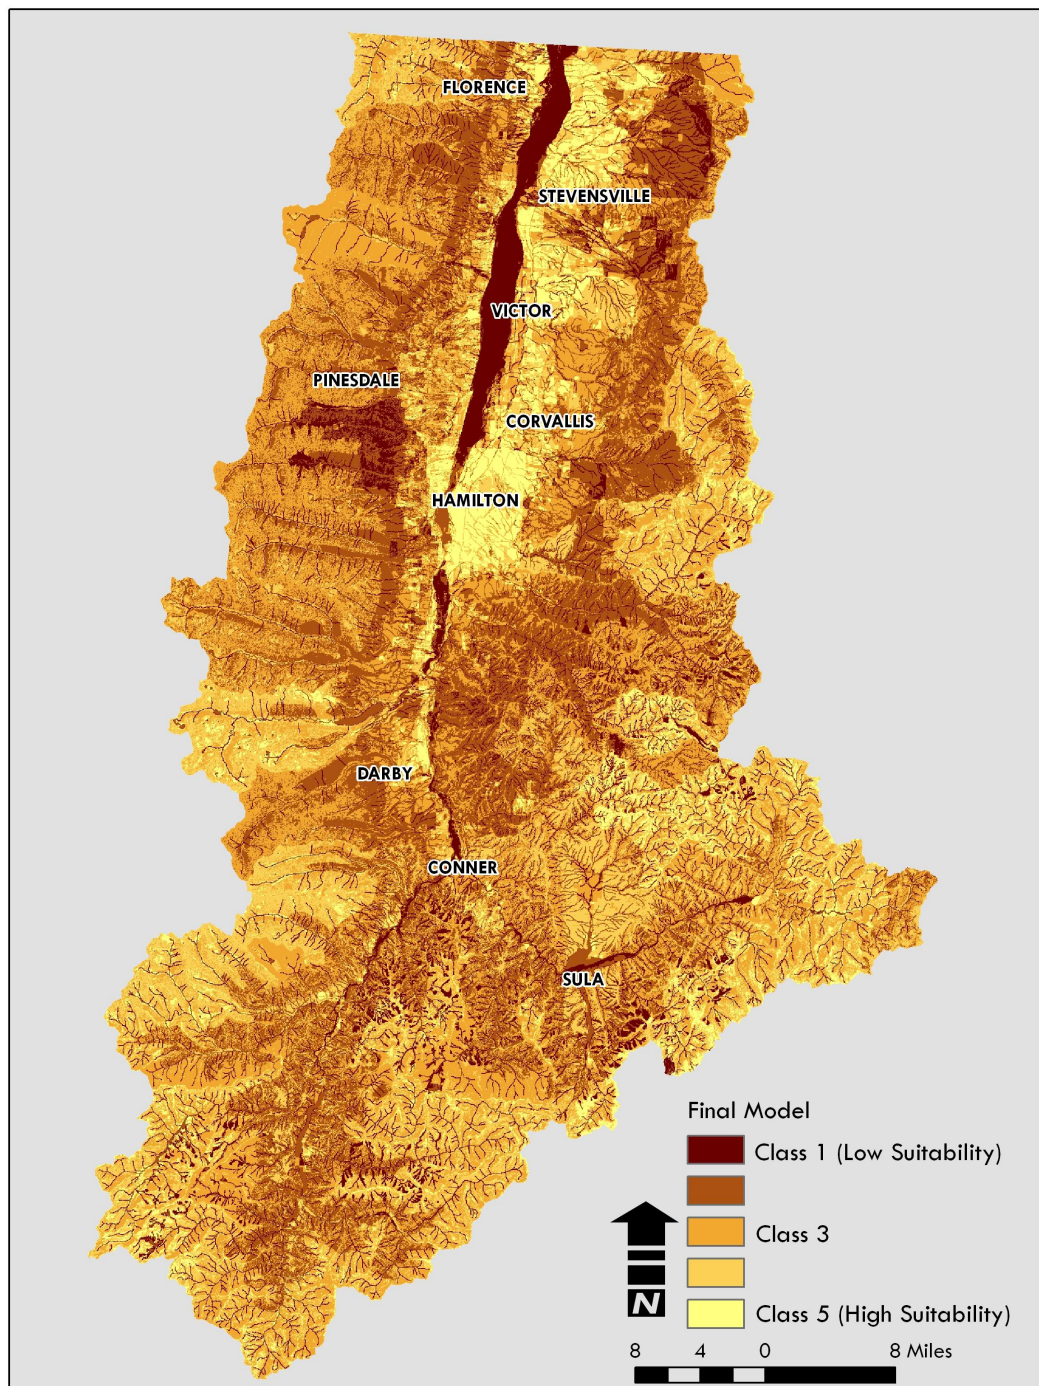 FLORENCE
STEVENSVILLE
VICTOR
PINESDALE
CORVALLIS
HAMILTON
DARBY
CONNER
SULA
Final Model
Class 1 (Low Suitability)
Class 3
Class 5 (High Suitability)
N
8 4 0 8 Miles